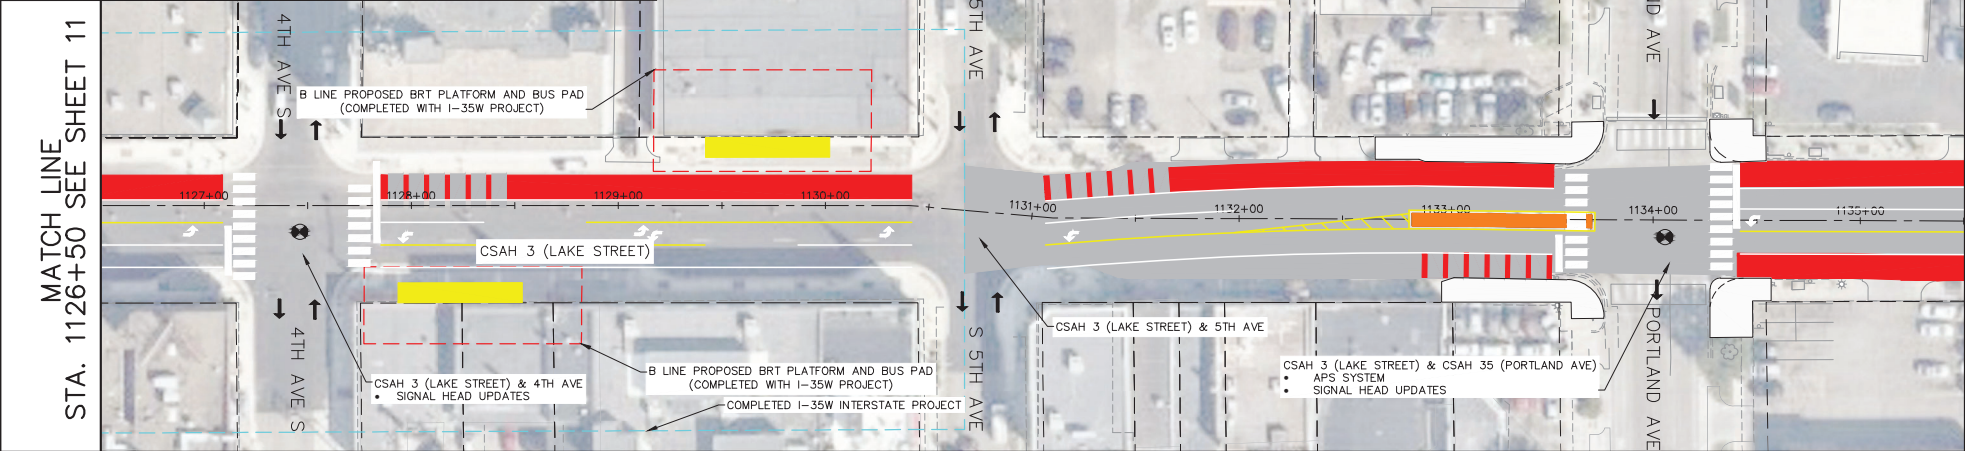 MATCH LINE
STA. 1126+50 SEE SHEET 11
4TH AVE S
5TH AVE
ND AVE
B LINE PROPOSED BRT PLATFORM AND BUS PAD
(COMPLETED WITH I-35W PROJECT)
1127+00
1128+00
1129+00
1130+00
1131+00
1132+00
1133+00
1134+00
1135+00
CSAH 3 (LAKE STREET)
4TH AVE S
S 5TH AVE
PORTLAND AVE
CSAH 3 (LAKE STREET) & 4TH AVE
• SIGNAL HEAD UPDATES
B LINE PROPOSED BRT PLATFORM AND BUS PAD
(COMPLETED WITH I-35W PROJECT)
COMPLETED I-35W INTERSTATE PROJECT
CSAH 3 (LAKE STREET) & 5TH AVE
CSAH 3 (LAKE STREET) & CSAH 35 (PORTLAND AVE)
• APS SYSTEM
• SIGNAL HEAD UPDATES